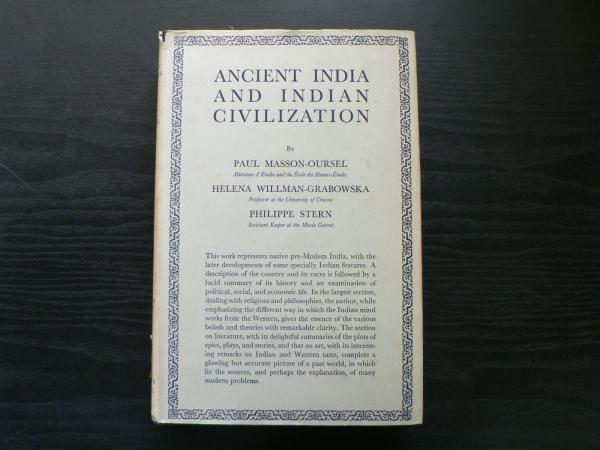 ANCIENT INDIA
AND INDIAN
CIVILIZATION
By
PAUL MASSON-OURSEL
Directeur d'Études and the École des Hautes-Études
HELENA WILLMAN-GRABOWSKA
Professor at the University of Cracow
PHILIPPE STERN
Assistant Keeper at the Musée Guimet
This work represents native pre-Moslem India, with the
later developments of some specially Indian features. A
description of the country and its races is followed by a
lucid summary of its history and an examination of
political, social, and economic life. In the largest section,
dealing with religions and philosophies, the author, while
emphasizing the different way in which the Indian mind
works from the Western, gives the essence of the various
beliefs and theories with remarkable clarity. The section
on literature, with its delightful summaries of the plots of
epics, plays, and stories, and that on art, with its interest-
ing remarks on Indian and Western taste, complete a
glowing but accurate picture of a past world, in which
lie the sources, and perhaps the explanation, of many
modern problems.